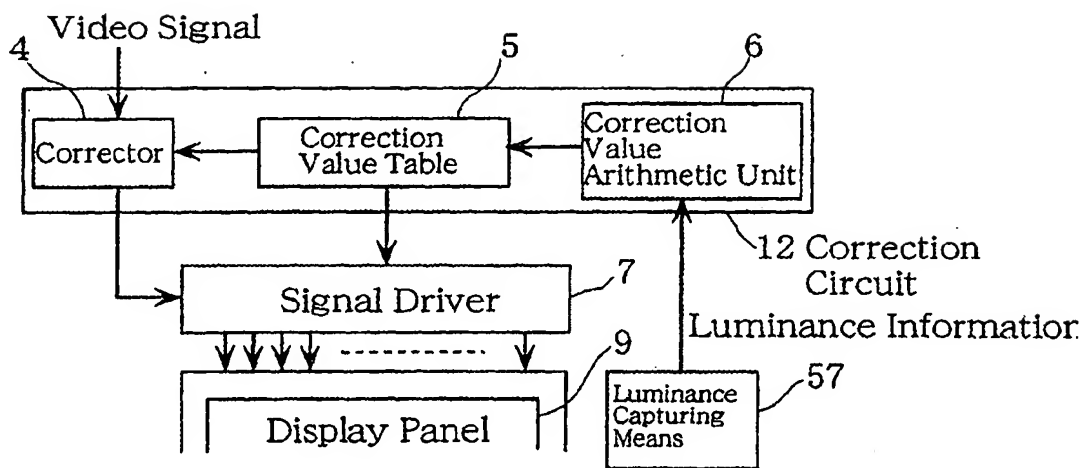 Video Signal
4
5
6
Corrector
Correction
Value Table
Correction
Value
Arithmetic Unit
12 Correction
Circuit
7
Signal Driver
Luminance Information
9
57
Display Panel
Luminance
Capturing
Means